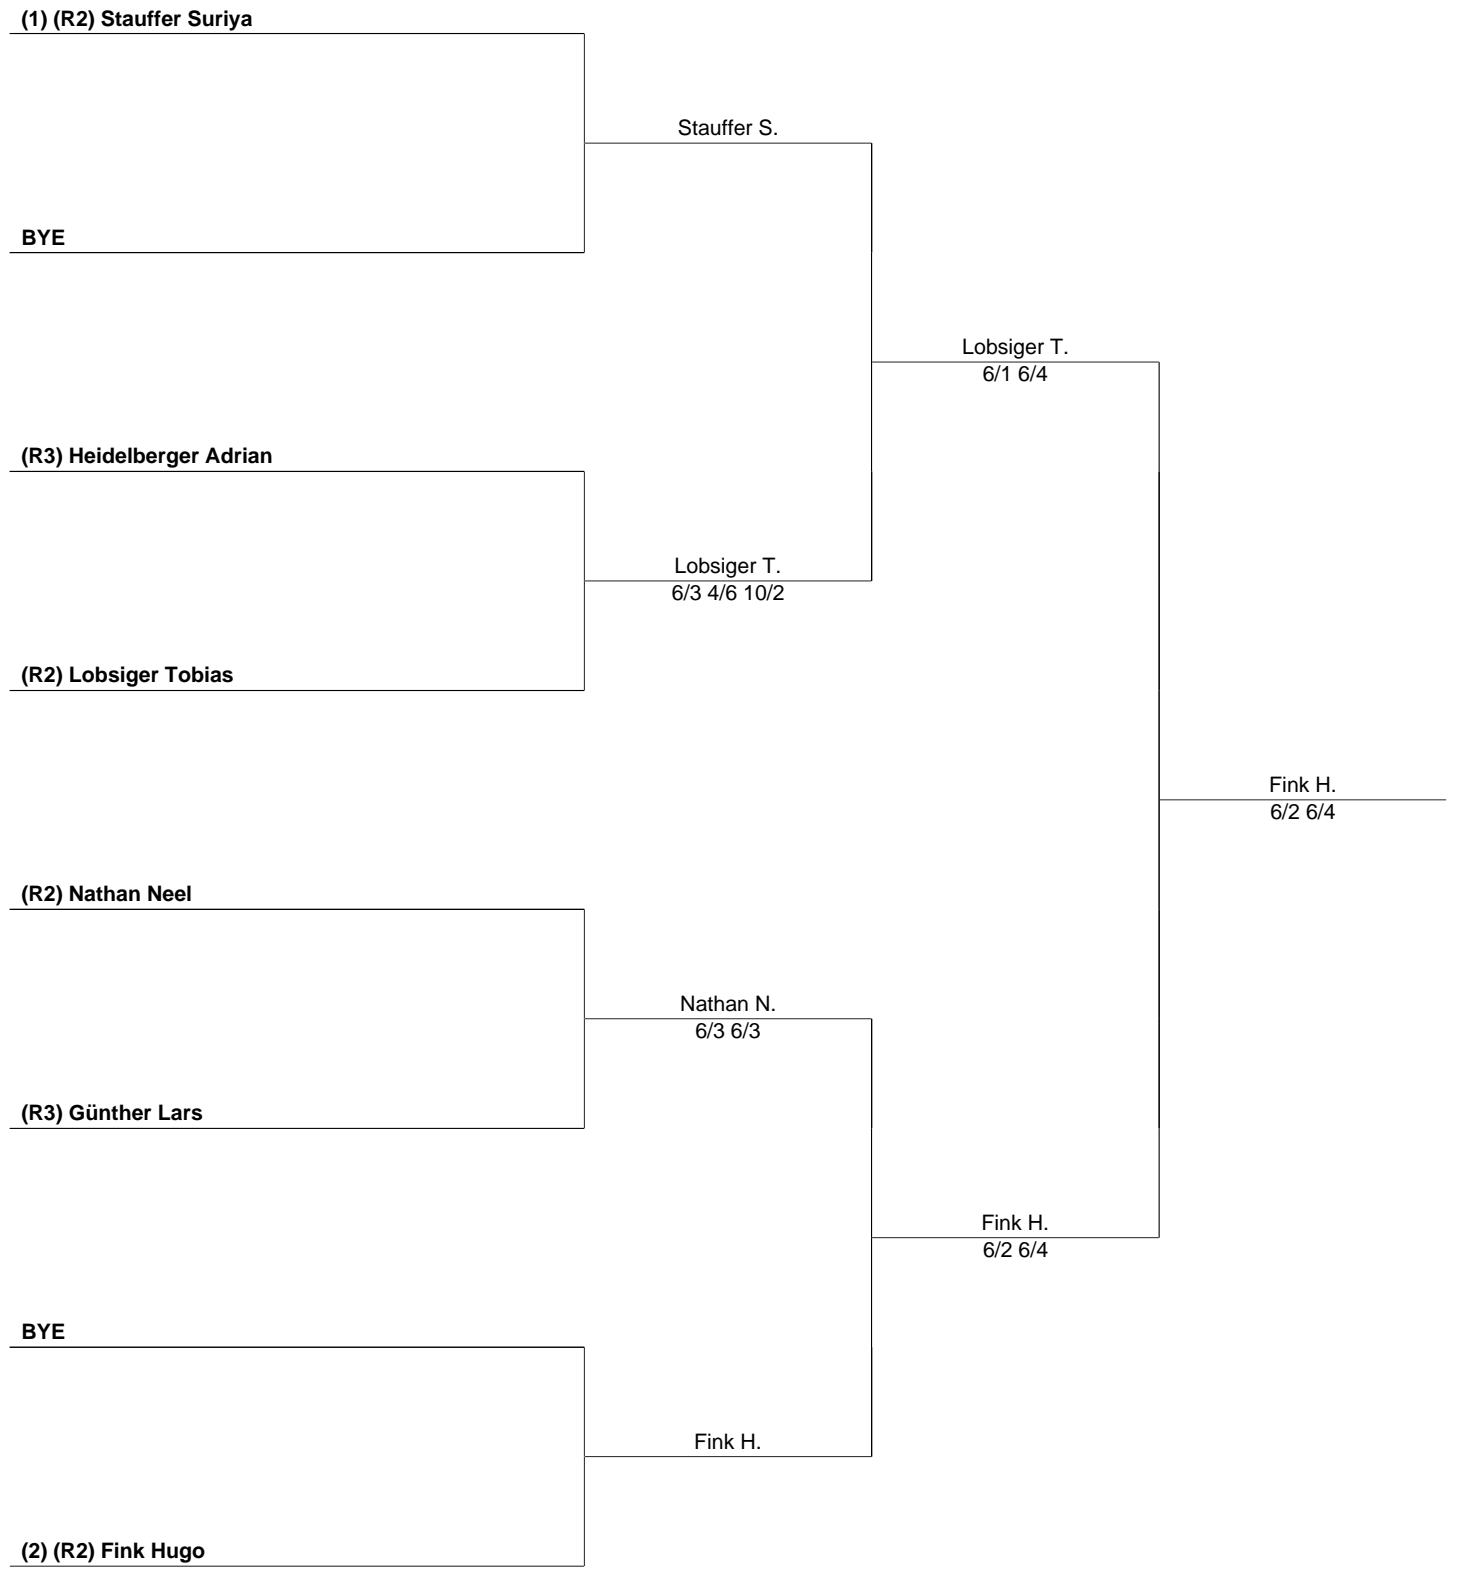 (1) (R2) Stauffer Suriya
Stauffer S.
BYE
Lobsiger T.
6/1 6/4
(R3) Heidelberger Adrian
Lobsiger T.
6/3 4/6 10/2
(R2) Lobsiger Tobias
Fink H.
6/2 6/4
(R2) Nathan Neel
Nathan N.
6/3 6/3
(R3) Günther Lars
Fink H.
6/2 6/4
BYE
Fink H.
(2) (R2) Fink Hugo